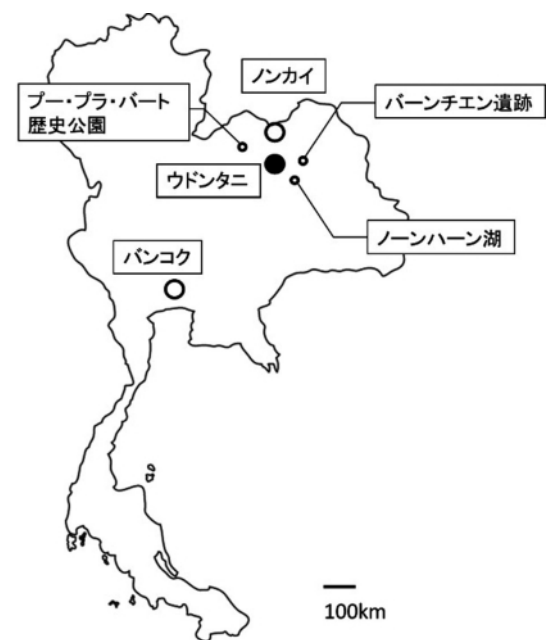 ノンカイ
プー・プラ・バート
歴史公園
バーンチエン遺跡
ウドンタニ
ノーンハーン湖
バンコク
100km